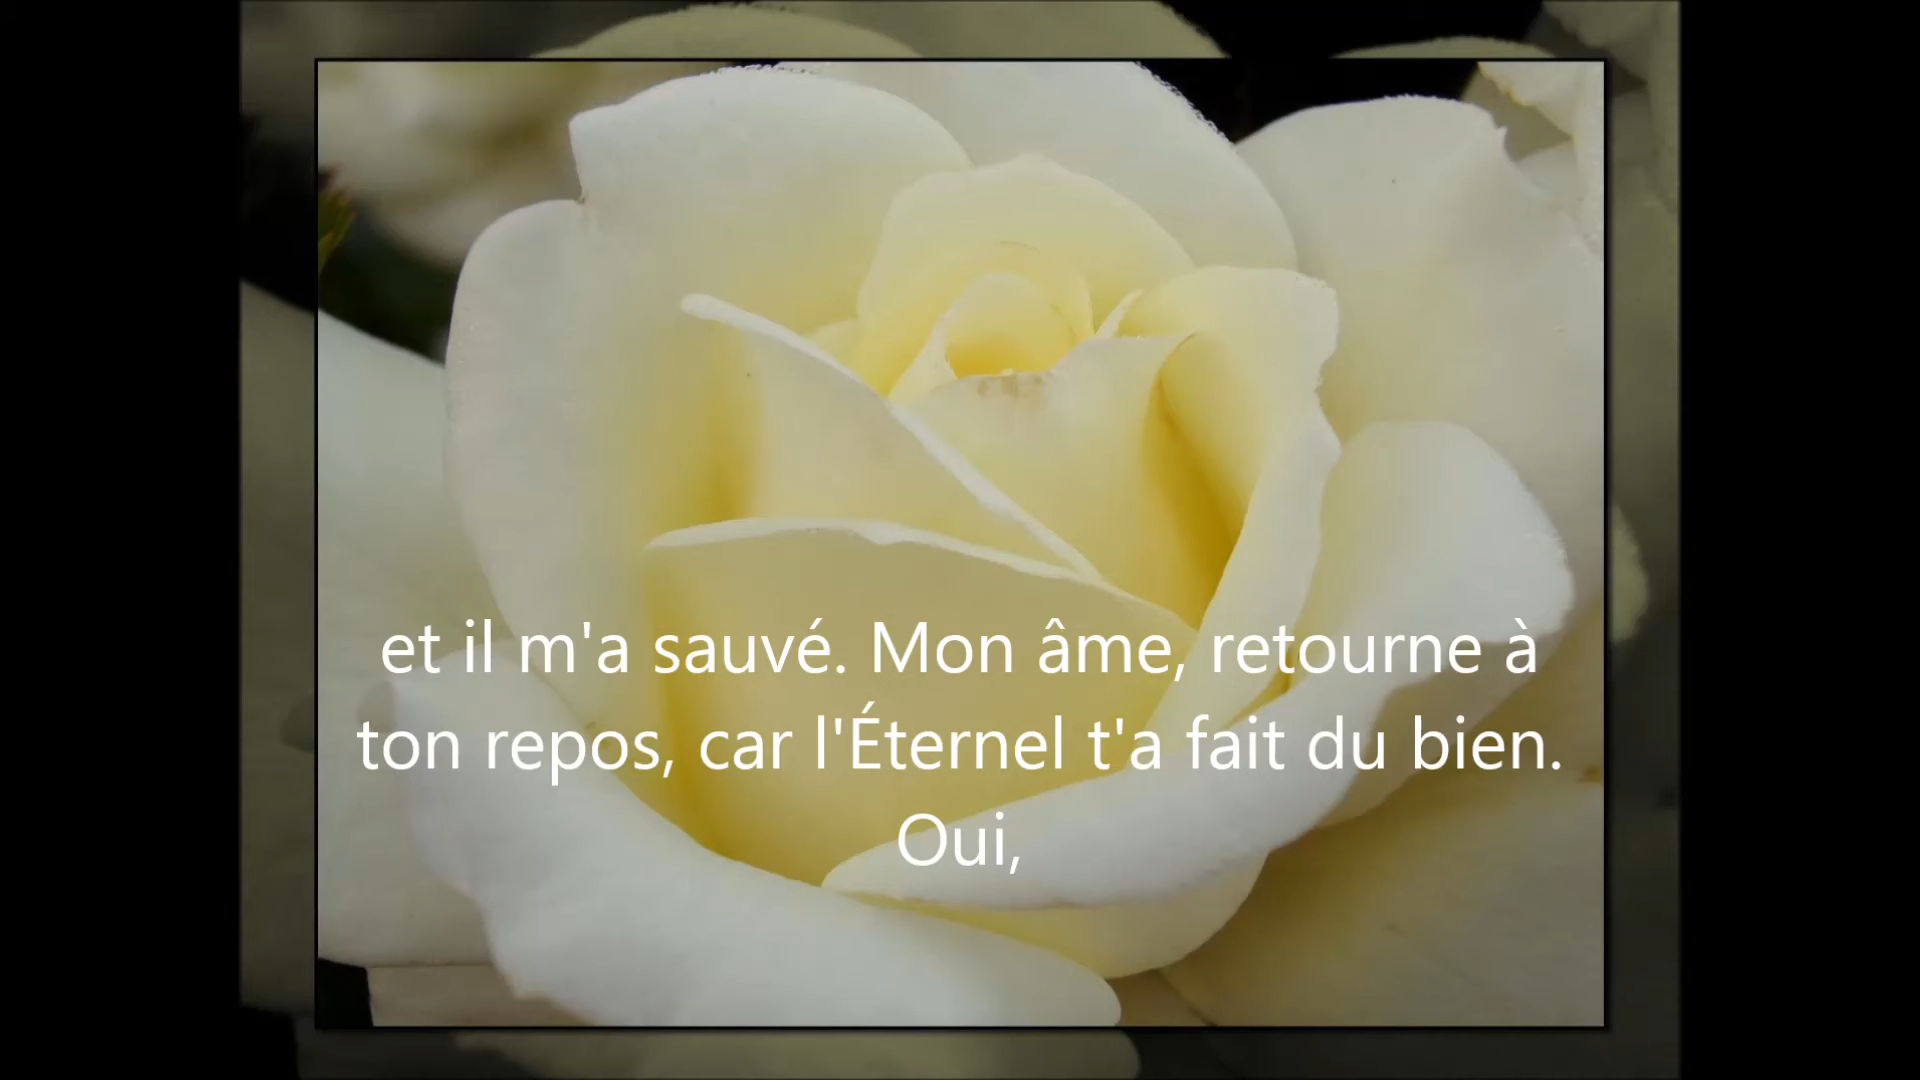 et il m'a sauvé. Mon âme, retourne à
ton repos, car l'Éternel t'a fait du bien.
Oui,